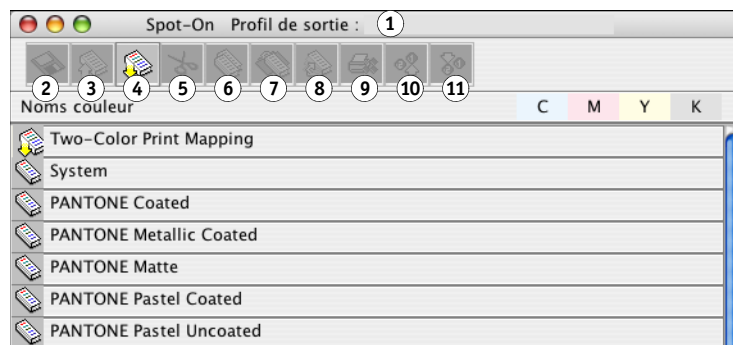 Spot-On Profil de sortie : 1
2 3 4 5 6 7 8 9 10 11
Noms couleur C M Y K
Two-Color Print Mapping
System
PANTONE Coated
PANTONE Metallic Coated
PANTONE Matte
PANTONE Pastel Coated
PANTONE Pastel Uncoated